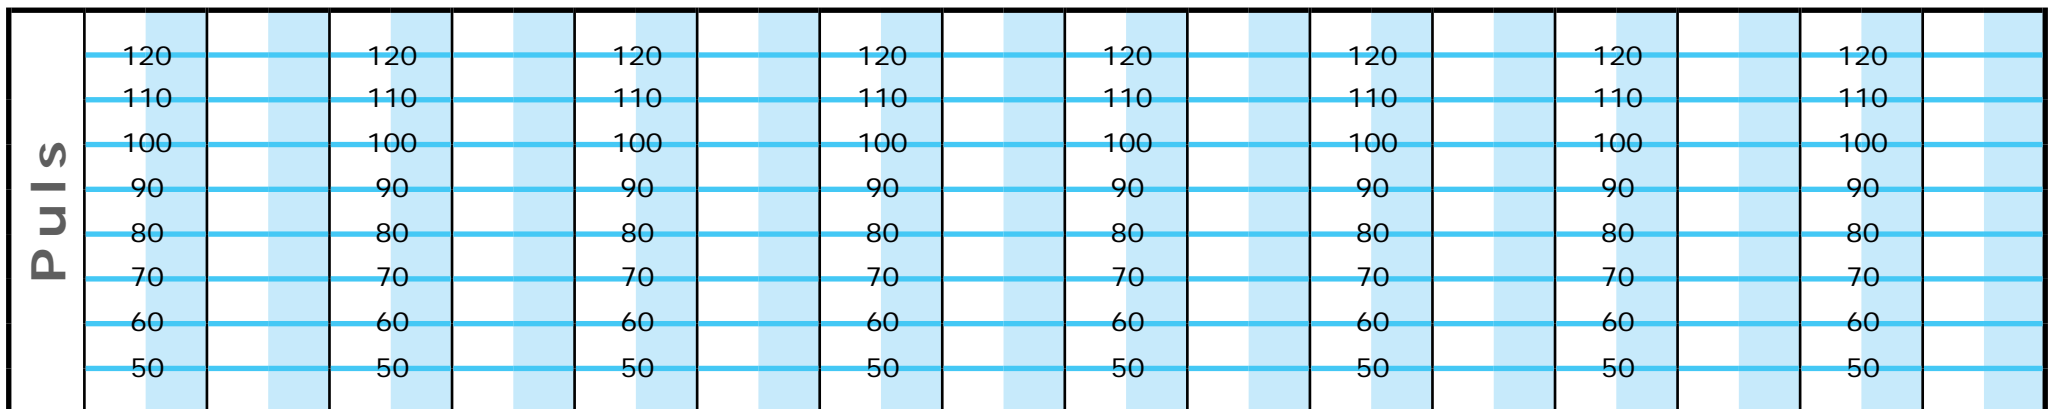 Puls
120 120 120 120 120 120 120 120
110 110 110 110 110 110 110 110
100 100 100 100 100 100 100 100
90 90 90 90 90 90 90 90
80 80 80 80 80 80 80 80
70 70 70 70 70 70 70 70
60 60 60 60 60 60 60 60
50 50 50 50 50 50 50 50